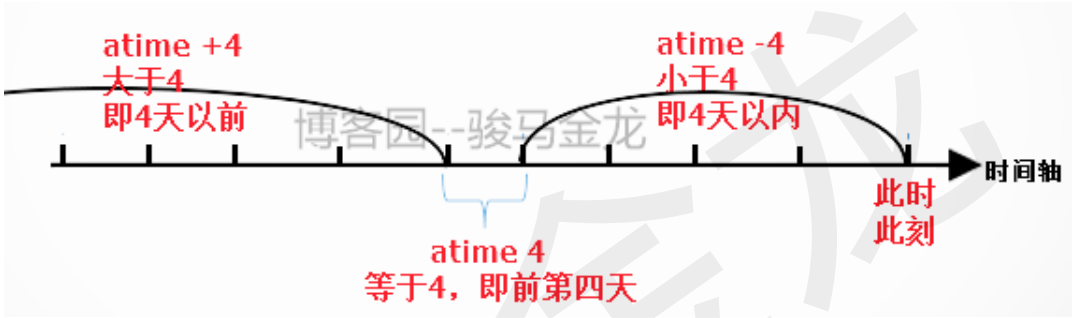 atime +4
大于4
即4天以前
atime -4
小于4
即4天以内
博客园--骏马金龙
时间轴
此时
此刻
atime 4
等于4，即前第四天
金龙